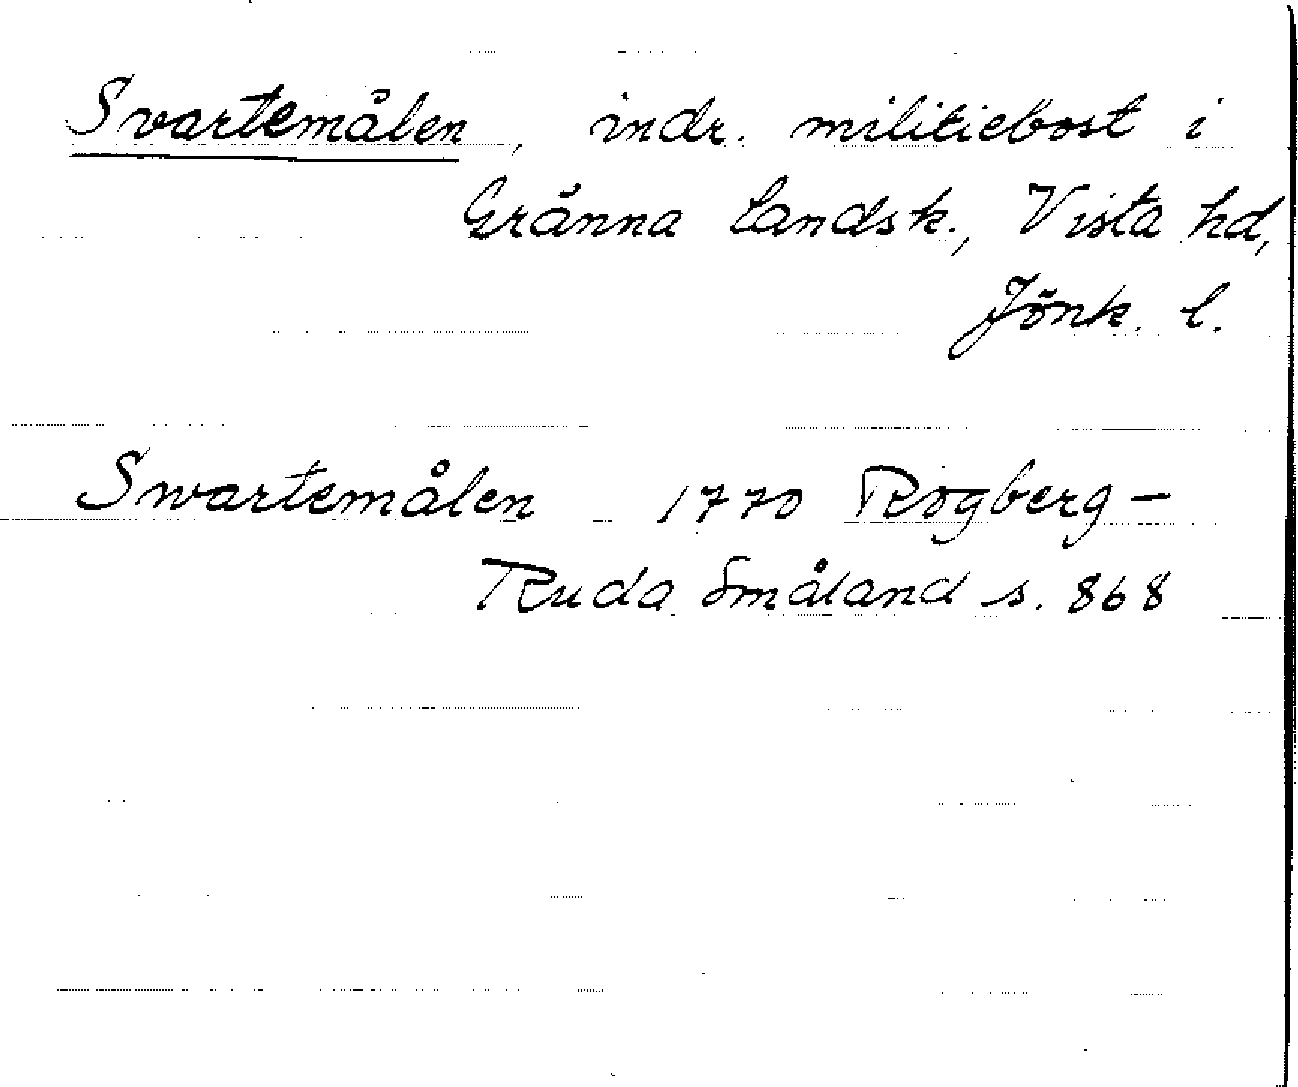 Svartemålen, indr. militiebost i
Gränna landsk., Vista hd,
Jönk. l.
Swartemålen 1770 Rogberg-
Ruda Småland s. 868